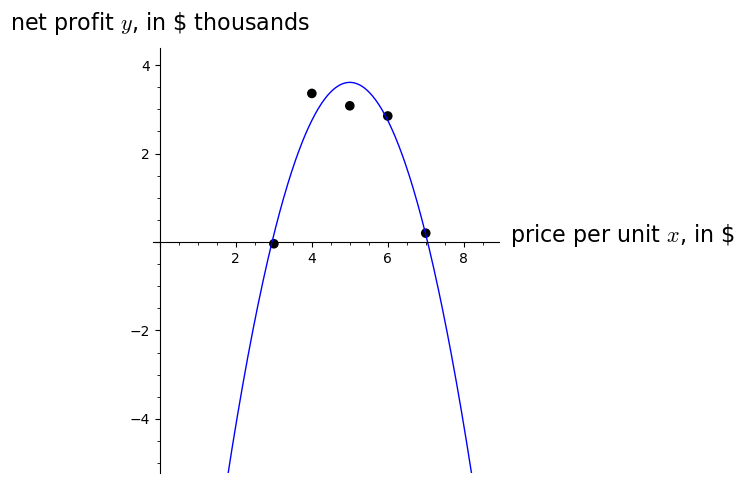 net profit y, in $ thousands
4
2
price per unit x, in $
2 4 6 8
−2
−4